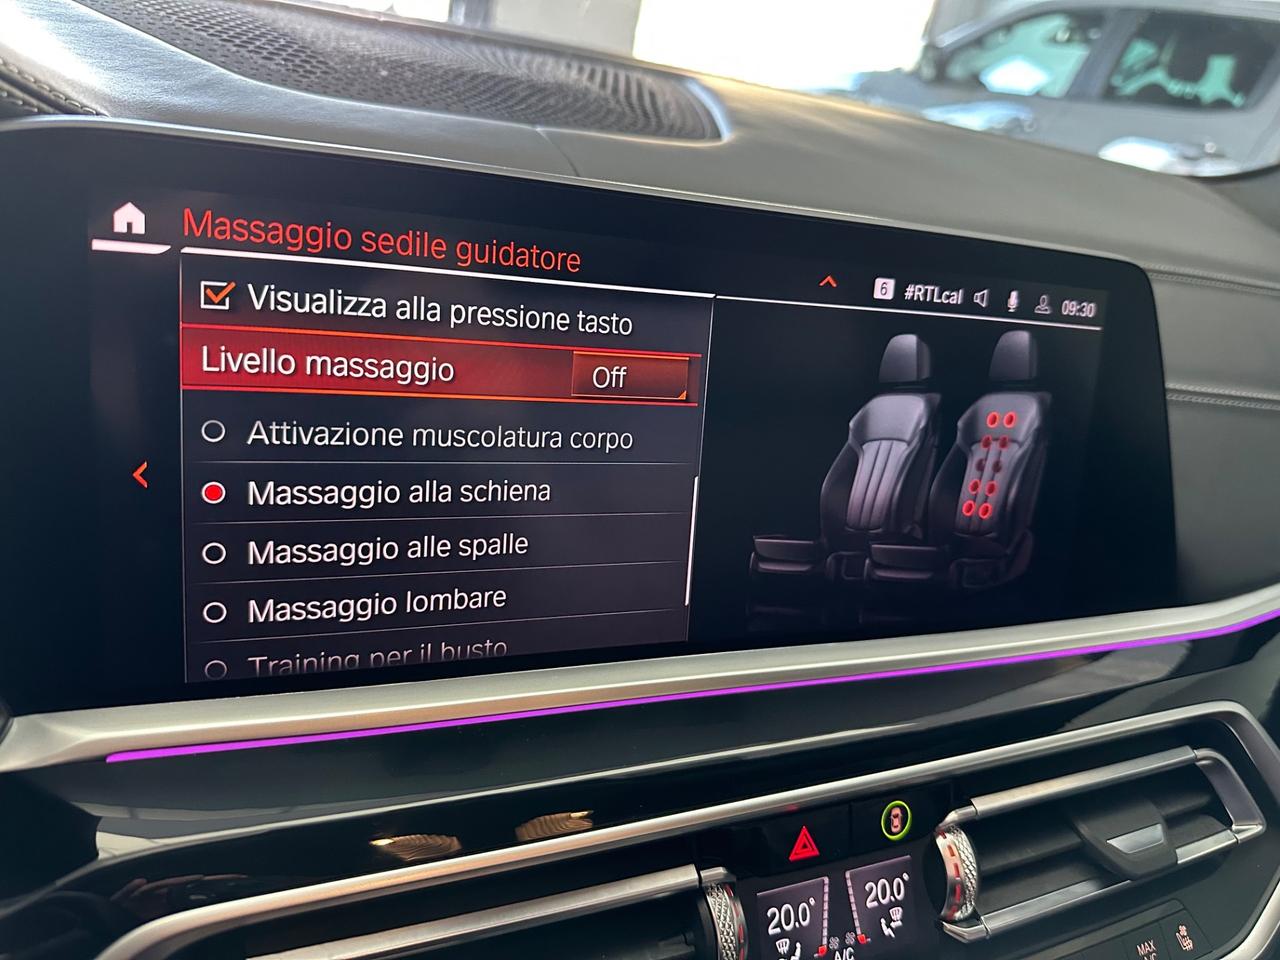 Massaggio sedile guidatore
6 #RTLcal 09:30
Visualizza alla pressione tasto
Livello massaggio Off
Attivazione muscolatura corpo
Massaggio alla schiena
Massaggio alle spalle
Massaggio lombare
Training per il busto
20.0° 20.0°
A/C
MAX
A/C